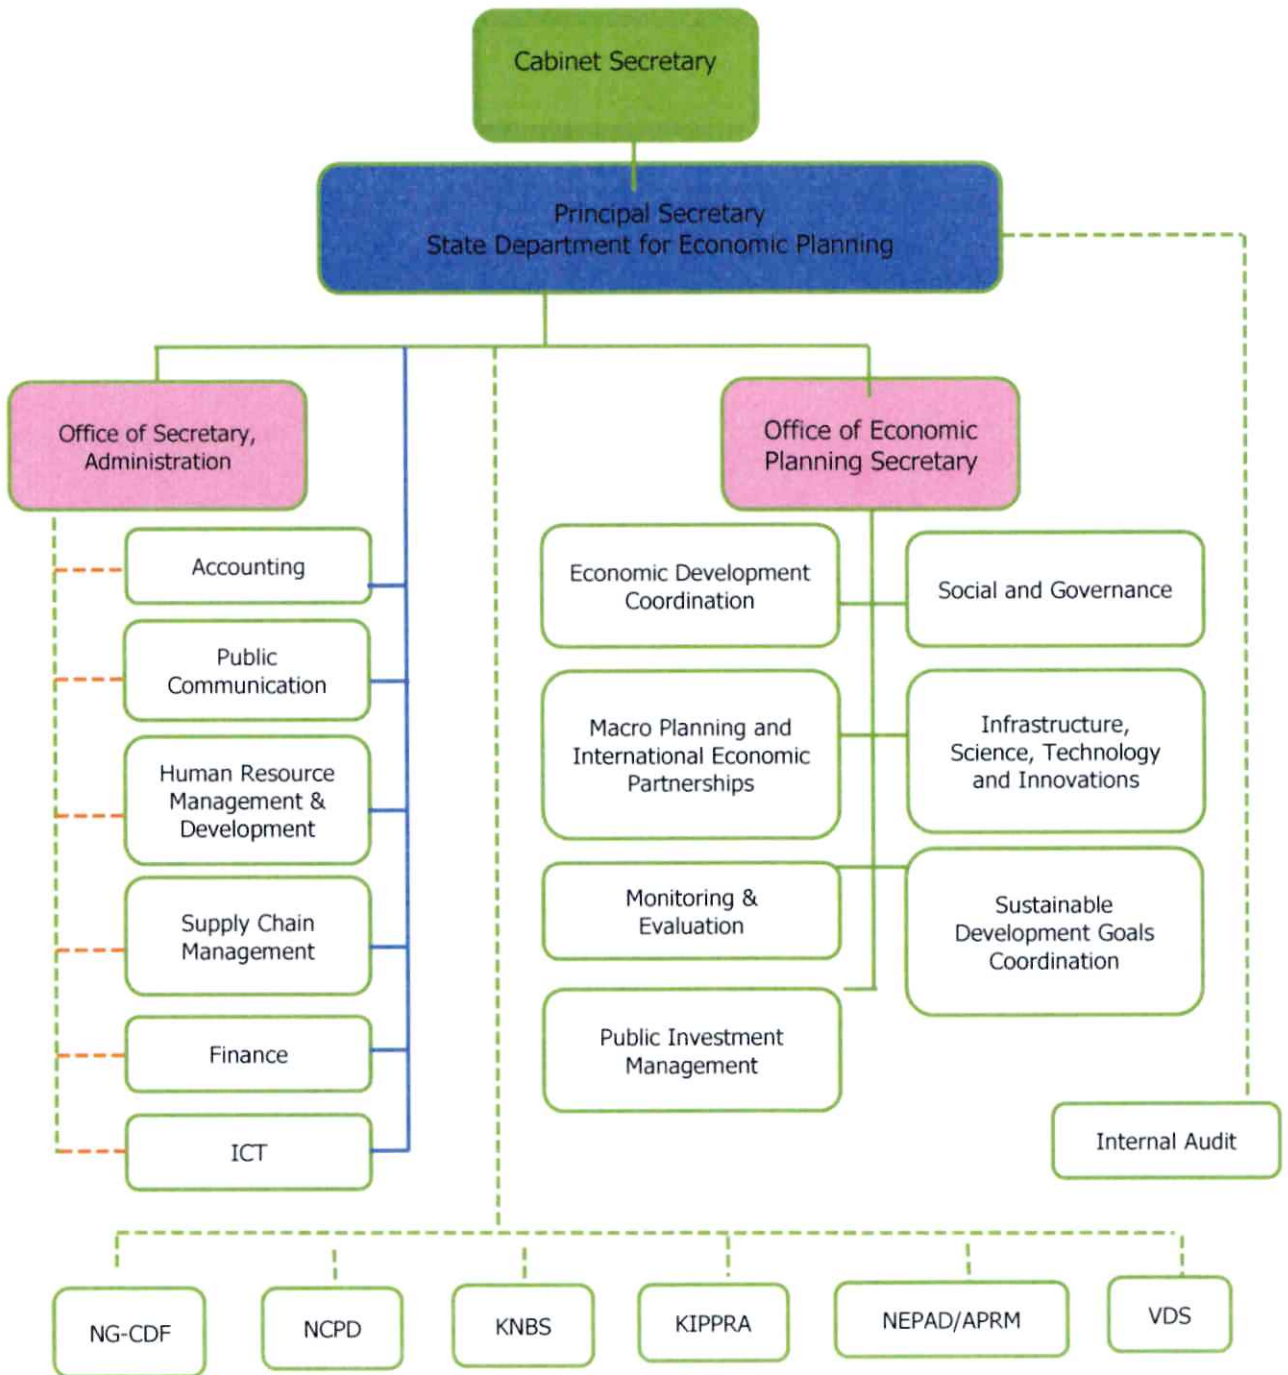 Cabinet Secretary
Principal Secretary
State Department for Economic Planning
Office of Secretary,
Administration
Office of Economic
Planning Secretary
Accounting
Public
Communication
Human Resource
Management &
Development
Supply Chain
Management
Finance
ICT
Economic Development
Coordination
Social and Governance
Macro Planning and
International Economic
Partnerships
Infrastructure,
Science, Technology
and Innovations
Monitoring &
Evaluation
Sustainable
Development Goals
Coordination
Public Investment
Management
Internal Audit
NG-CDF
NCPD
KNBS
KIPPRA
NEPAD/APRM
VDS